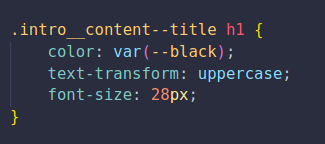 .intro__content--title h1 {
    color: var(--black);
    text-transform: uppercase;
    font-size: 28px;
}